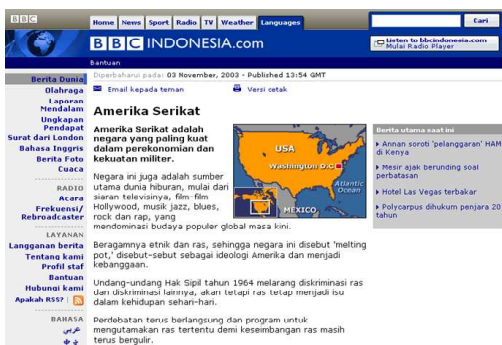 BBC
Home News Sport Radio TV Weather Languages
Cari
BBC INDONESIA.com
Listen to bbcindonesia.com
Mulai Radio Player
Bantuan
Diperbaharui pada: 03 November, 2003 - Published 13:54 GMT
Email kepada teman
Versi cetak
Berita Dunia
Olahraga
Laporan
Mendalam
Ungkapan
Pendapat
Surat dari London
Bahasa Inggris
Berita Foto
Cuaca
RADIO
Acara
Frekuensi/
Rebroadcaster
LAYANAN
Langganan berita
Tentang kami
Profil staf
Bantuan
Hubungi kami
Apakah RSS?
BAHASA
عربي
中文
Amerika Serikat
Amerika Serikat adalah
negara yang paling kuat
dalam perekonomian dan
kekuatan militer.
Negara ini juga adalah sumber
utama dunia hiburan, mulai dari
siaran televisinya, film-film
Hollywood, musik jazz, blues,
rock dan rap, yang
mendominasi budaya populer global masa kini.
USA
Washington D.C
Atlantic
Ocean
MEXICO
Beragamnya etnik dan ras, sehingga negara ini disebut 'melting
pot,' disebut-sebut sebagai ideologi Amerika dan menjadi
kebanggaan.
Undang-undang Hak Sipil tahun 1964 melarang diskriminasi ras
dan diskriminasi lainnya, akan tetapi ras tetap menjadi isu
dalam kehidupan sehari-hari.
Perdebatan terus berlangsung dan program untuk
mengutamakan ras tertentu demi keseimbangan ras masih
terus bergulir.
Berita utama saat ini
Annan soroti 'pelanggaran' HAM
di Kenya
Mesir ajak berunding soal
perbatasan
Hotel Las Vegas terbakar
Polycarpus dihukum penjara 20
tahun